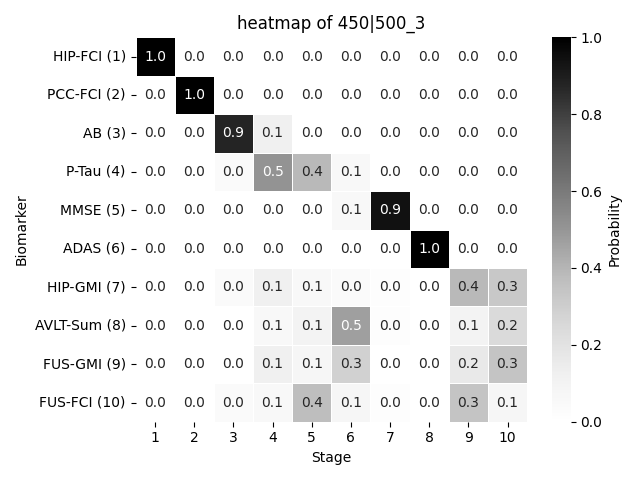 heatmap of 450|500_3
HIP-FCI (1) 1.0 0.0 0.0 0.0 0.0 0.0 0.0 0.0 0.0 0.0
PCC-FCI (2) 0.0 1.0 0.0 0.0 0.0 0.0 0.0 0.0 0.0 0.0
AB (3) 0.0 0.0 0.9 0.1 0.0 0.0 0.0 0.0 0.0 0.0
P-Tau (4) 0.0 0.0 0.0 0.5 0.4 0.1 0.0 0.0 0.0 0.0
MMSE (5) 0.0 0.0 0.0 0.0 0.0 0.1 0.9 0.0 0.0 0.0
ADAS (6) 0.0 0.0 0.0 0.0 0.0 0.0 0.0 1.0 0.0 0.0
HIP-GMI (7) 0.0 0.0 0.0 0.1 0.1 0.0 0.0 0.0 0.4 0.3
AVLT-Sum (8) 0.0 0.0 0.0 0.1 0.1 0.5 0.0 0.0 0.1 0.2
FUS-GMI (9) 0.0 0.0 0.0 0.1 0.1 0.3 0.0 0.0 0.2 0.3
FUS-FCI (10) 0.0 0.0 0.0 0.1 0.4 0.1 0.0 0.0 0.3 0.1
1 2 3 4 5 6 7 8 9 10
Stage
Biomarker
1.0
0.8
0.6
0.4
0.2
0.0
Probability